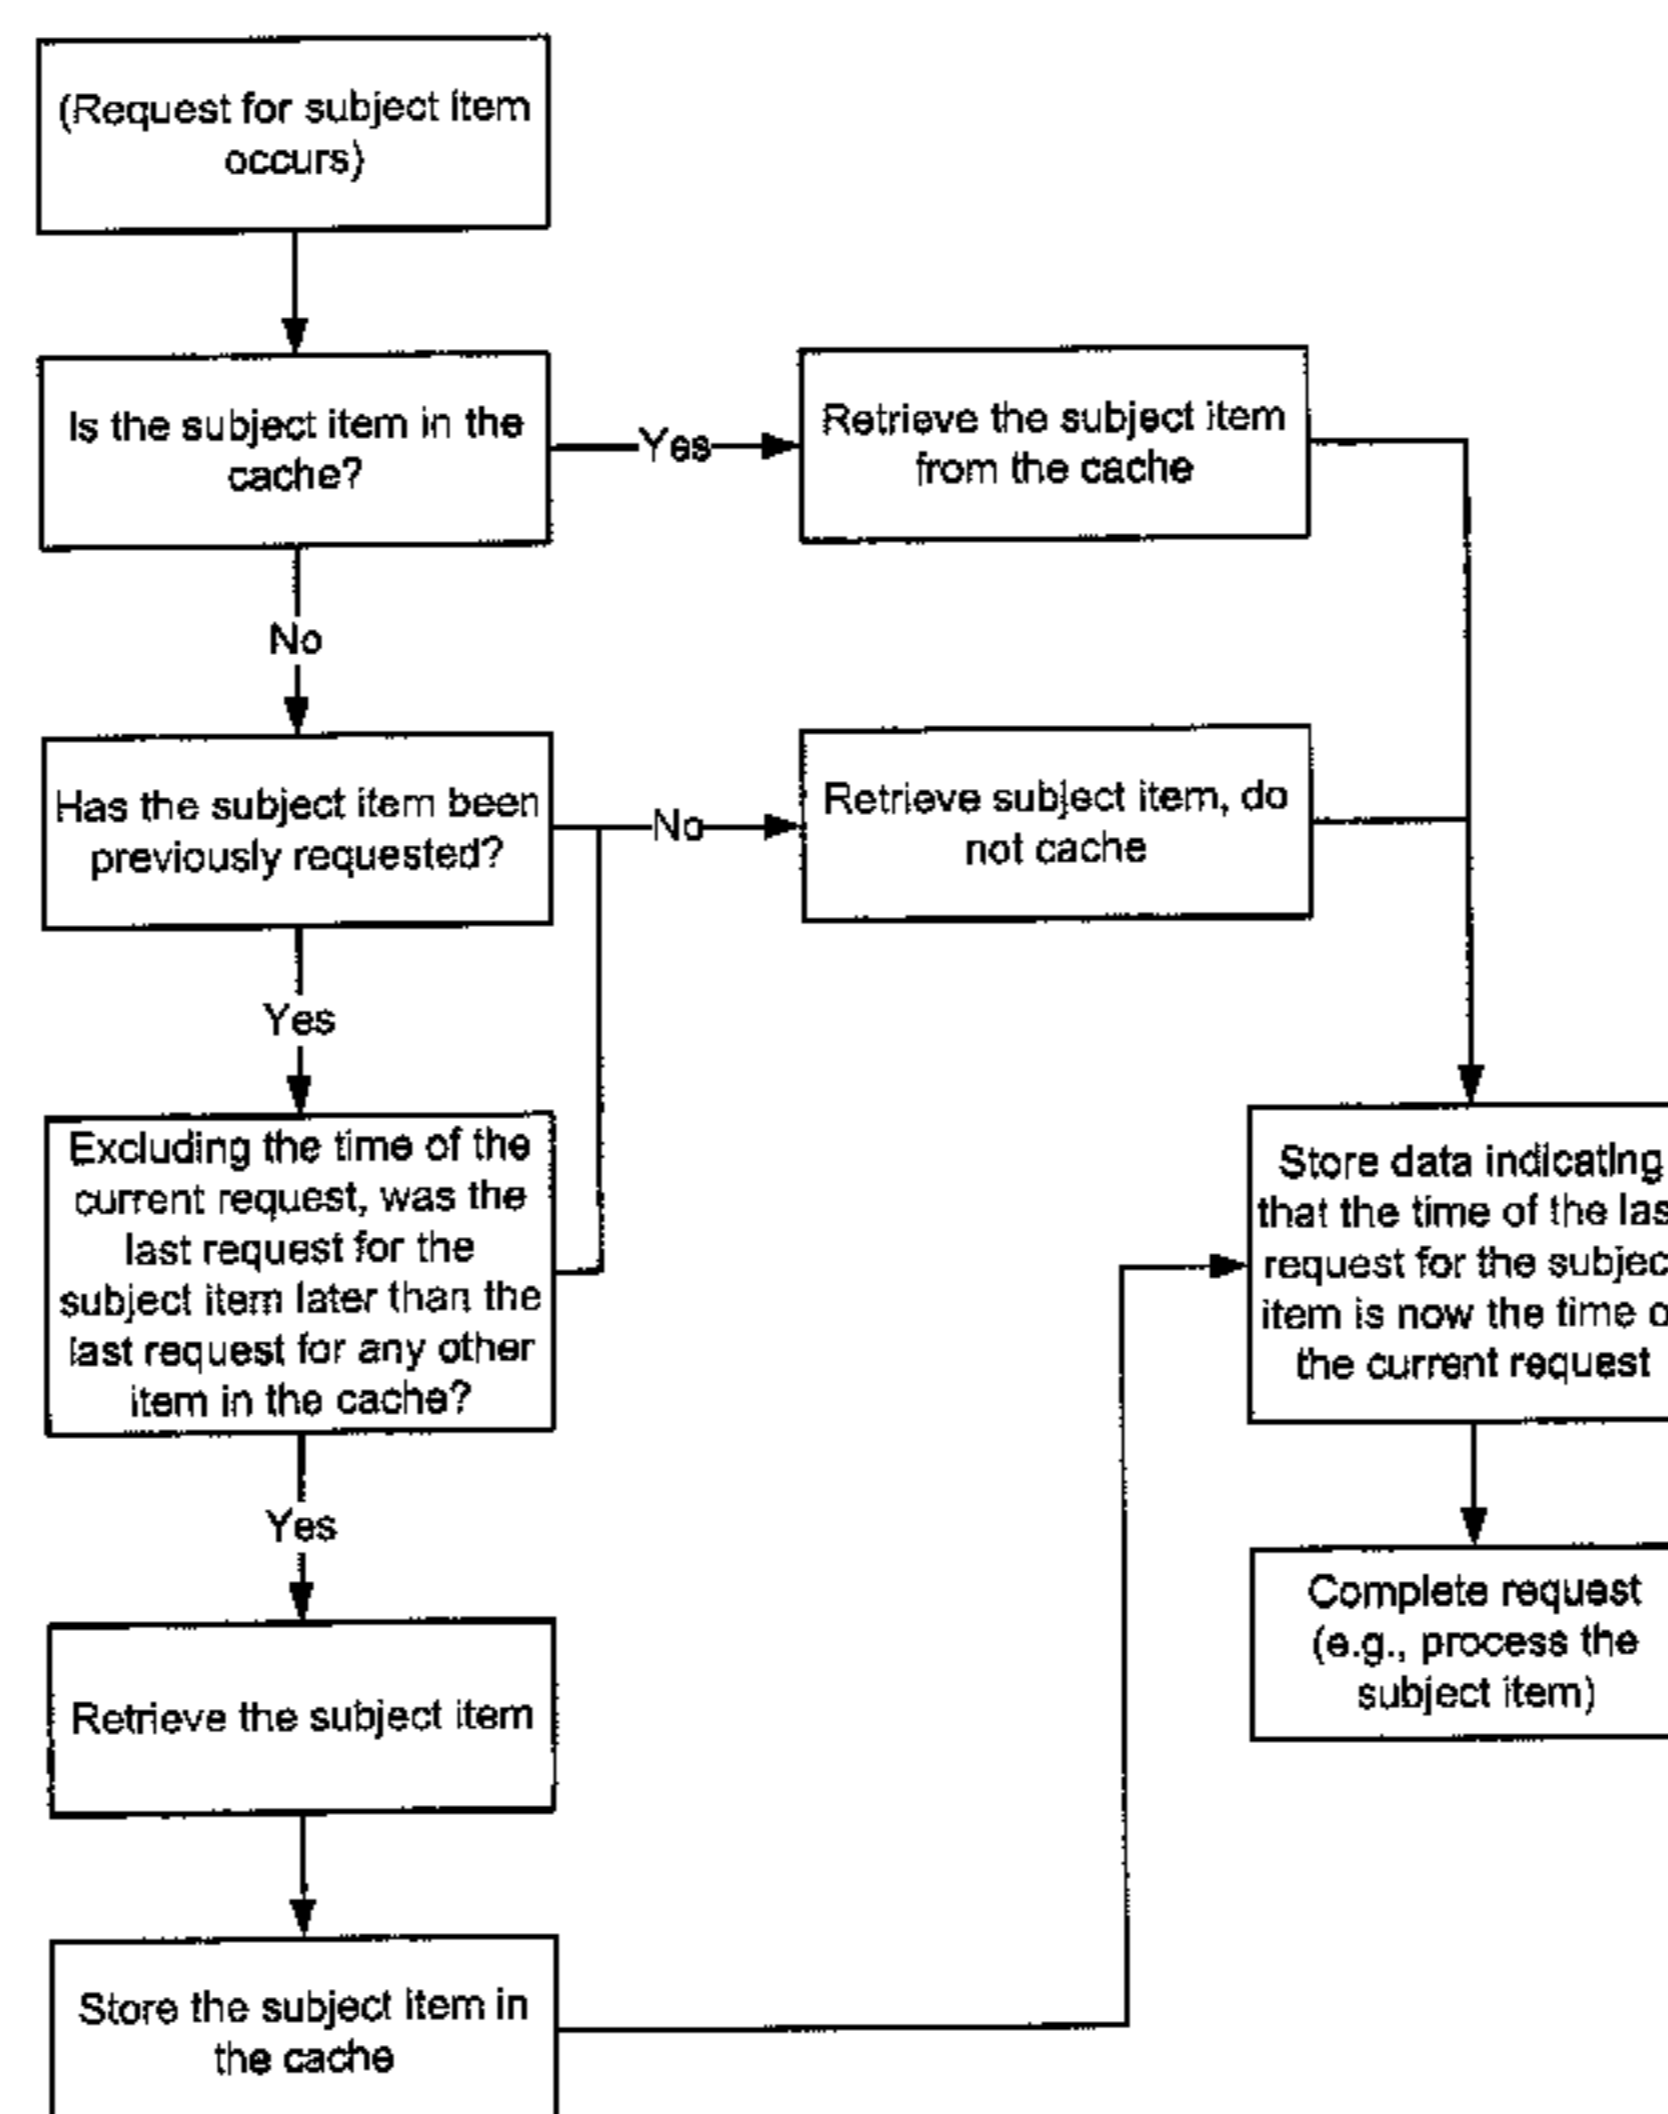 (Request for subject item
occurs)
Is the subject item in the
cache?
Yes
Retrieve the subject item
from the cache
No
Has the subject item been
previously requested?
No
Retrieve subject item, do
not cache
Yes
Excluding the time of the
current request, was the
last request for the
subject item later than the
last request for any other
item in the cache?
Store data indicating
that the time of the las
request for the subjec
item is now the time o
the current request
Yes
Complete request
(e.g., process the
subject item)
Retrieve the subject item
Store the subject item in
the cache